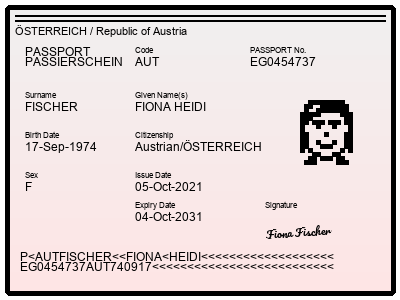 ÖSTERREICH / Republic of Austria
PASSPORT
PASSIERSCHEIN
Code
AUT
PASSPORT No.
EG0454737
Surname
FISCHER
Given Name(s)
FIONA HEIDI
Birth Date
17-Sep-1974
Citizenship
Austrian/ÖSTERREICH
Sex
F
Issue Date
05-Oct-2021
Expiry Date
04-Oct-2031
Signature
Fiona Fischer
P<AUTFISCHER<<FIONA<HEIDI<<<<<<<<<<<<<<<<<<<
EG0454737AUT740917<<<<<<<<<<<<<<<<<<<<<<<<<<